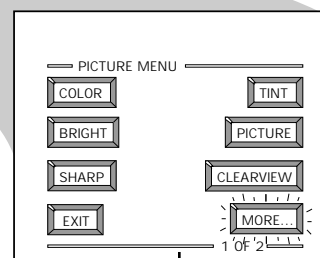 PICTURE MENU
COLOR TINT
BRIGHT PICTURE
SHARP CLEARVIEW
EXIT MORE...
1 OF 2